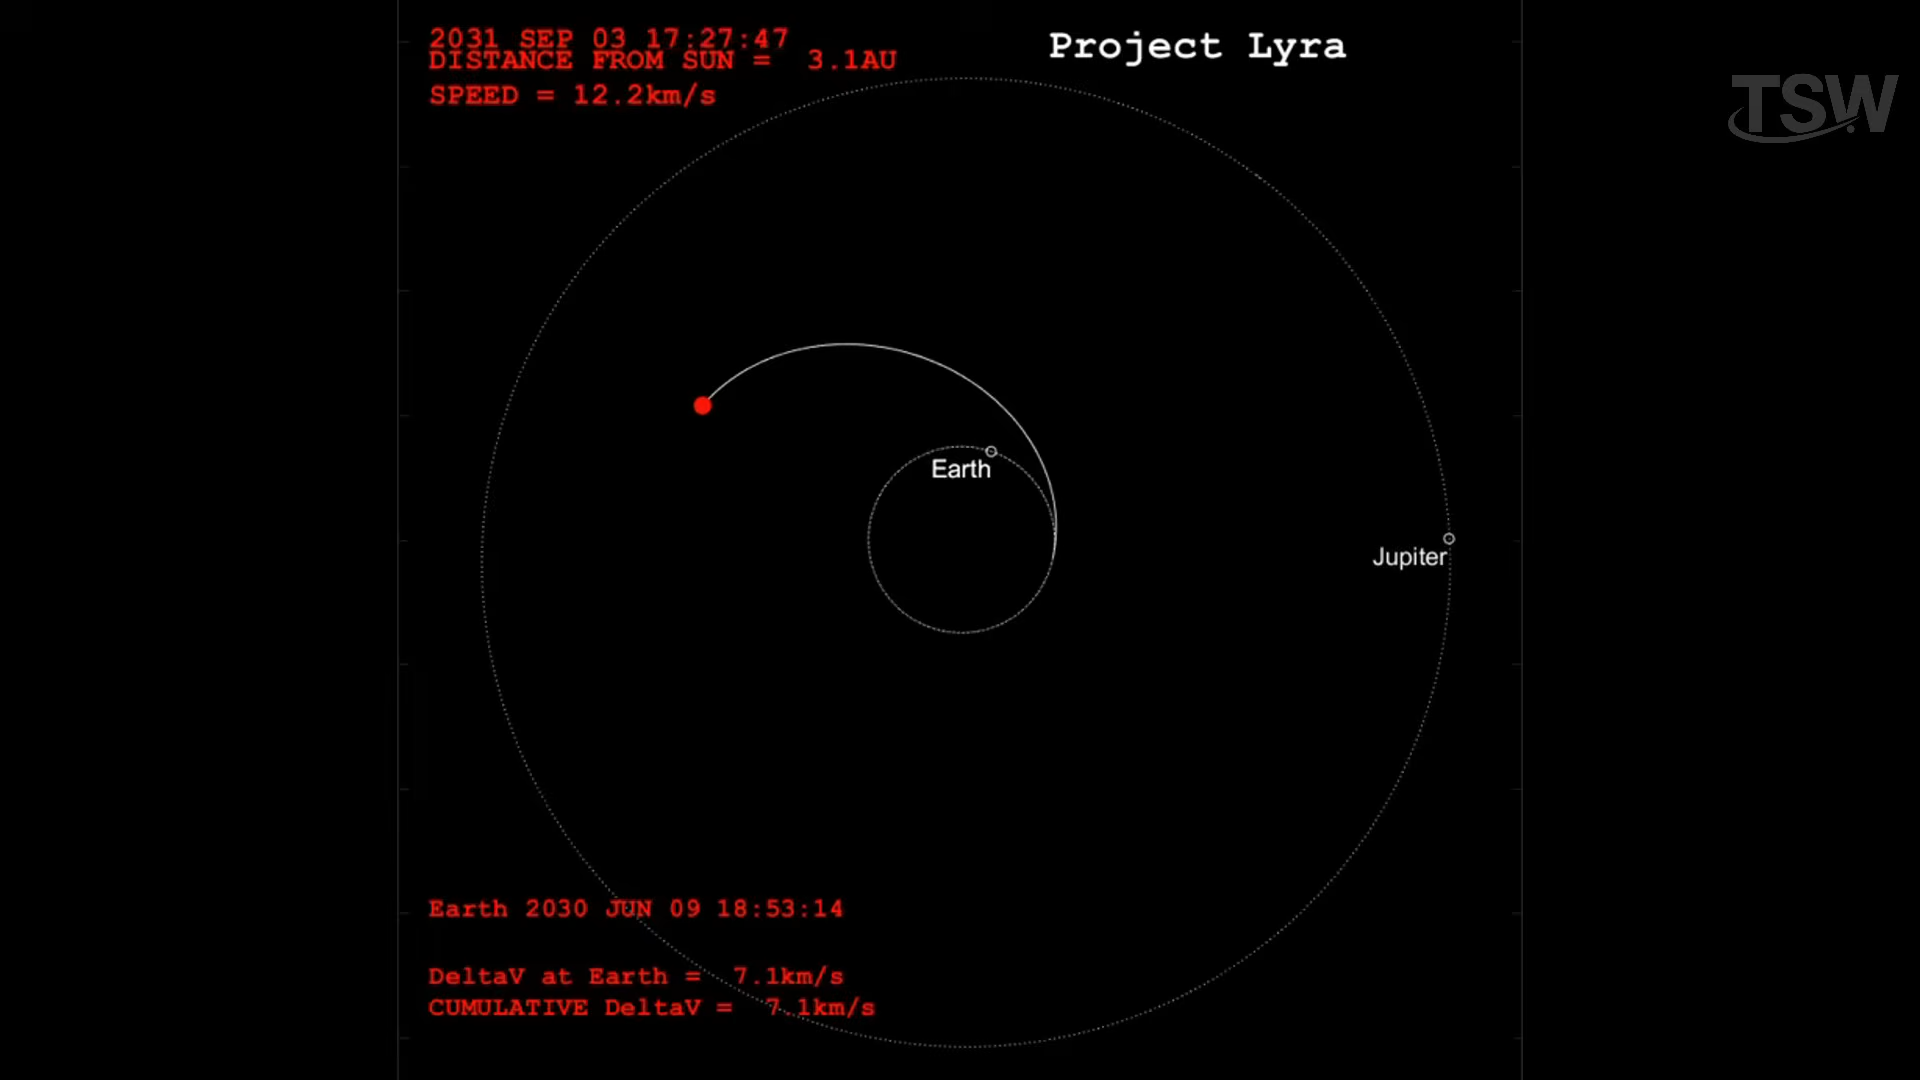 2031 SEP 03 17:27:47
DISTANCE FROM SUN = 3.1AU
SPEED = 12.2km/s
Project Lyra
TSW
Earth
Jupiter
Earth 2030 JUN 09 18:53:14
DeltaV at Earth = 7.1km/s
CUMULATIVE DeltaV = 7.1km/s